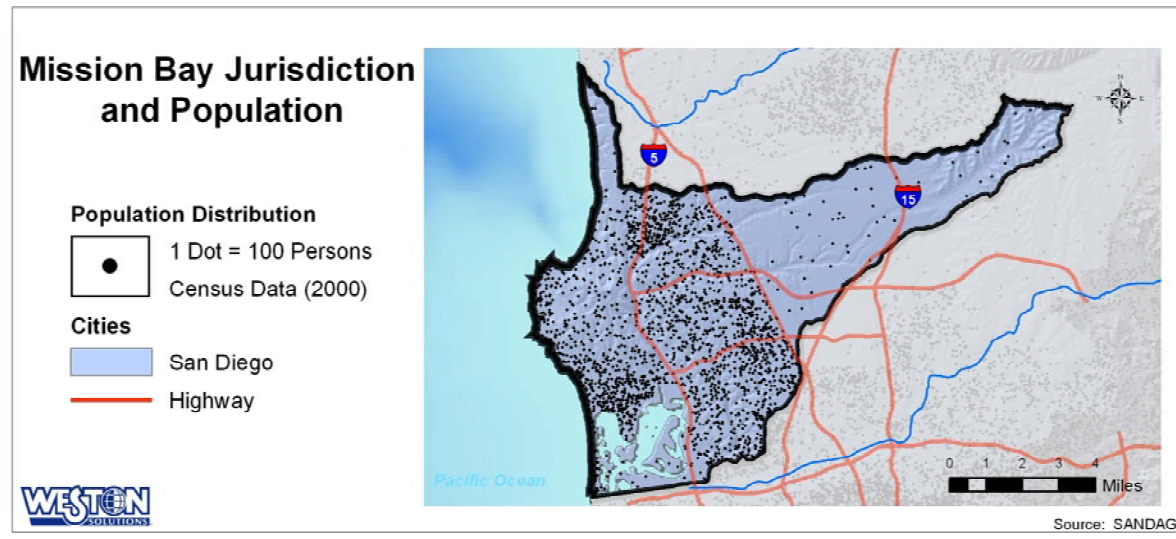 Mission Bay Jurisdiction
and Population
Population Distribution
1 Dot = 100 Persons
Census Data (2000)
Cities
San Diego
Highway
WESTON
SOLUTIONS
5
15
N
W E
S
Pacific Ocean
0 1 2 3 4
Miles
Source: SANDAG